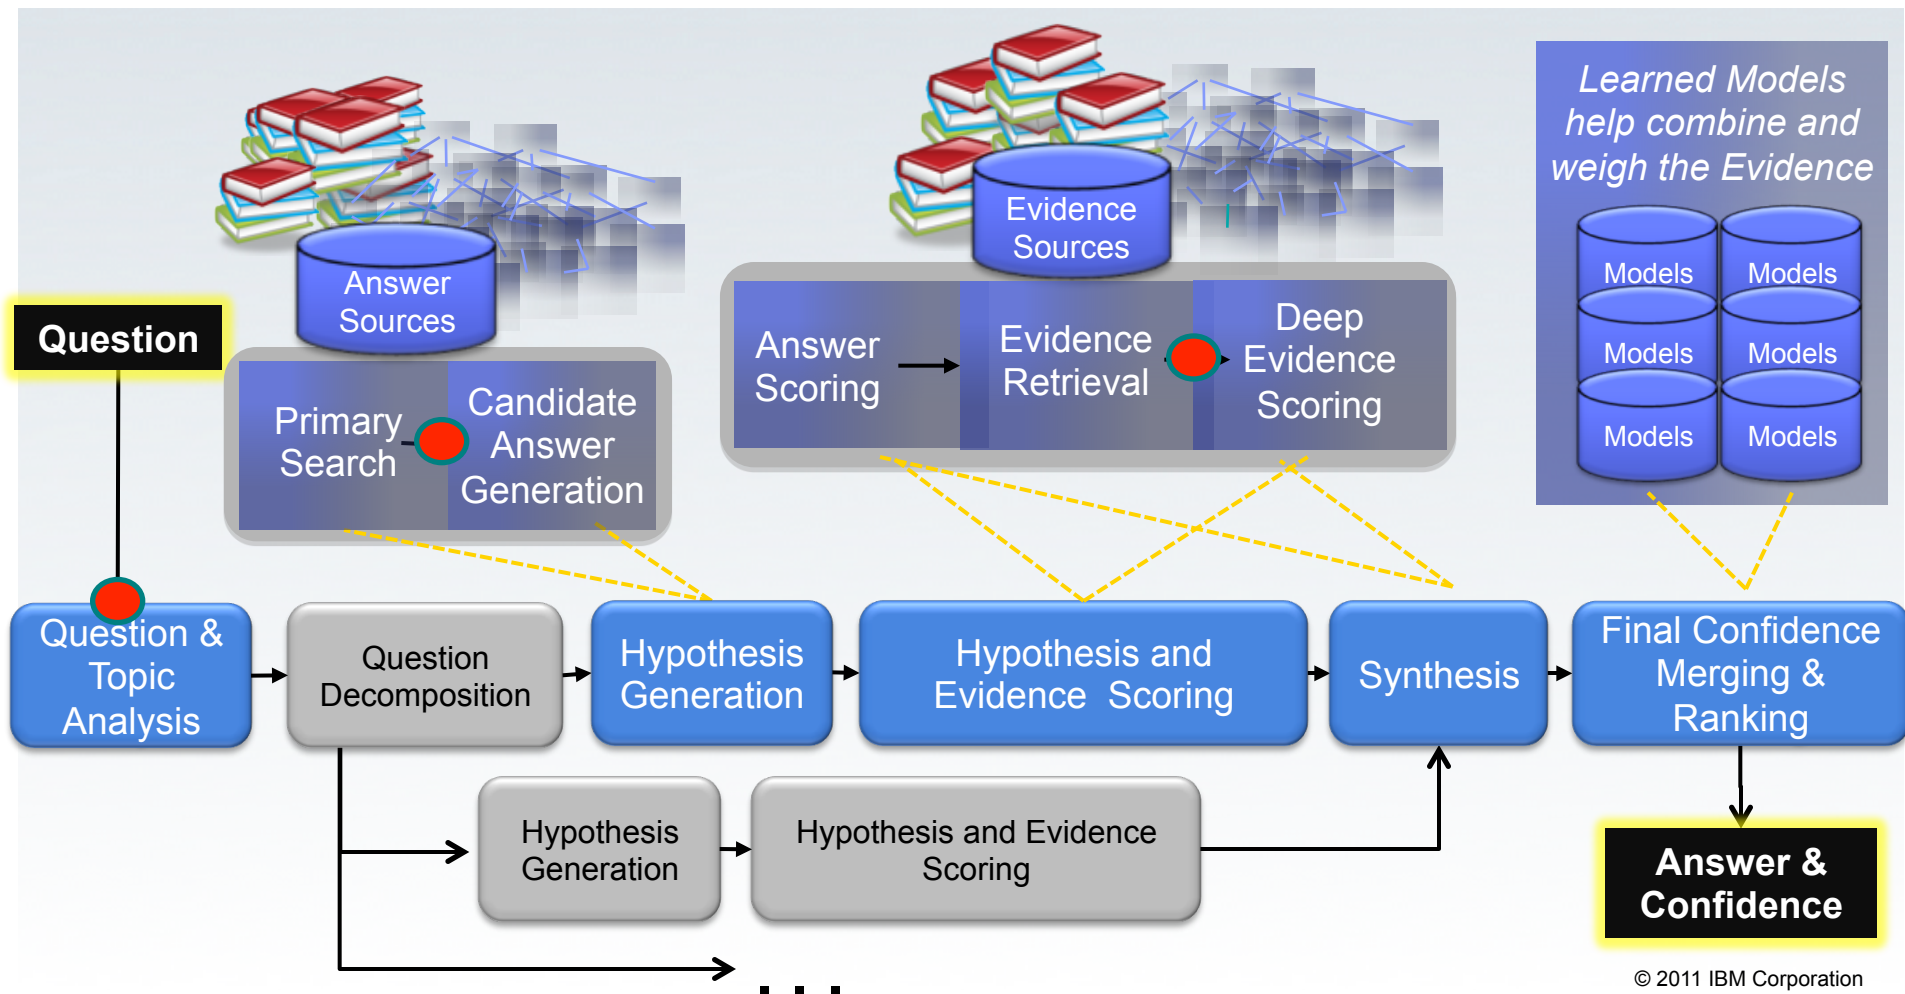 Learned Models
help combine and
weigh the Evidence
Evidence
Sources
Answer
Sources
Models
Models
Models
Models
Models
Models
Question
Primary
Search
Candidate
Answer
Generation
Answer
Scoring
Evidence
Retrieval
Deep
Evidence
Scoring
Question &
Topic
Analysis
Question
Decomposition
Hypothesis
Generation
Hypothesis and
Evidence  Scoring
Synthesis
Final Confidence
Merging &
Ranking
Hypothesis
Generation
Hypothesis and Evidence
Scoring
Answer &
Confidence
. . .
© 2011 IBM Corporation